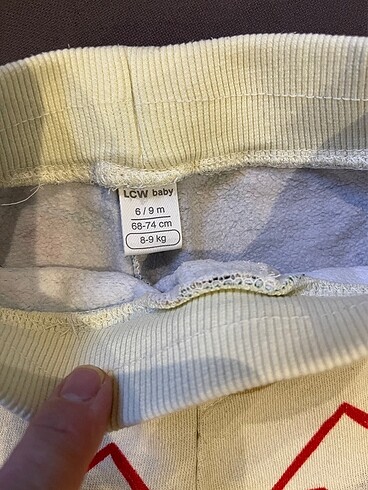 LCW baby
6 / 9 m
68-74 cm
8-9 kg